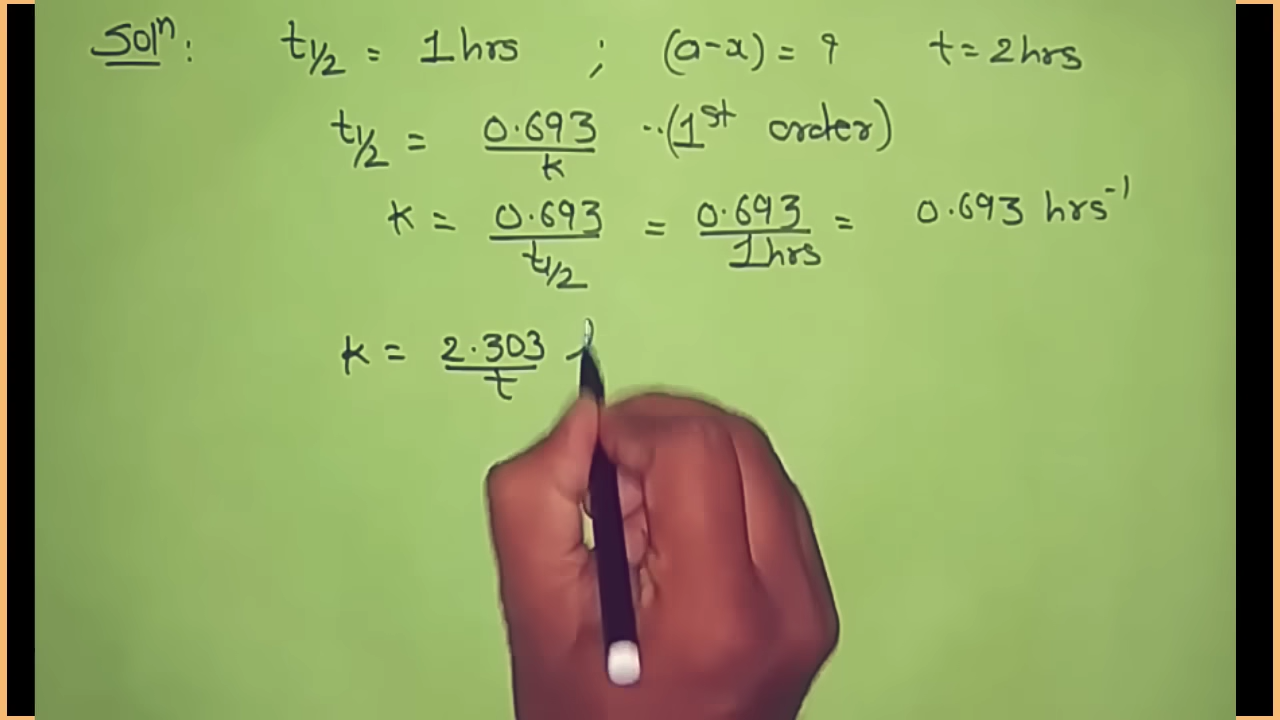 Solⁿ: t1/2 = 1 hrs ; (a-x) = ? t = 2 hrs
t1/2 = 0.693/k ··(1st order)
k = 0.693/t1/2 = 0.693/1 hrs = 0.693 hrs⁻¹
k = 2.303/t